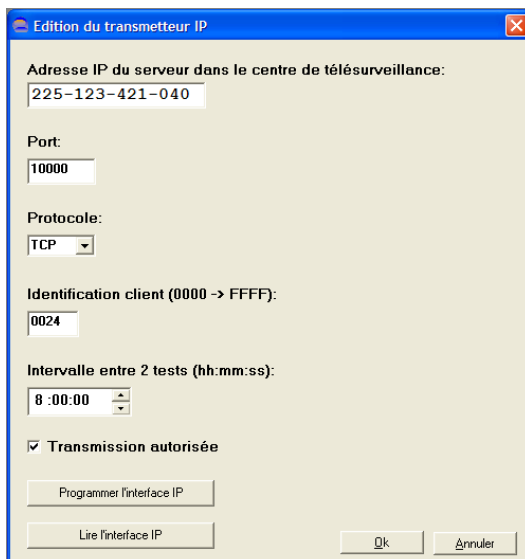 Edition du transmetteur IP
Adresse IP du serveur dans le centre de télésurveillance:
225-123-421-040
Port:
10000
Protocole:
TCP
Identification client (0000 -> FFFF):
0024
Intervalle entre 2 tests (hh:mm:ss):
8 :00:00
Transmission autorisée
Programmer l'interface IP
Lire l'interface IP
Ok
Annuler